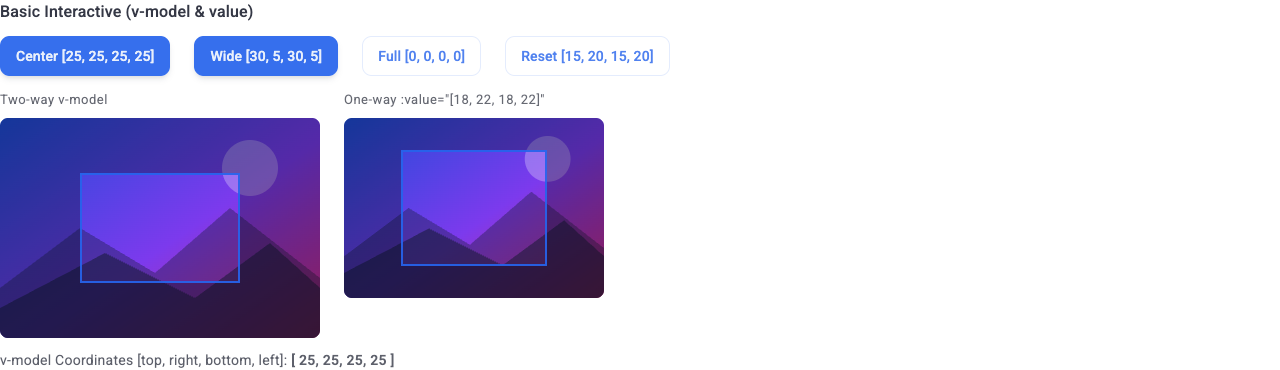 Basic Interactive (v-model & value)
Center [25, 25, 25, 25]
Wide [30, 5, 30, 5]
Full [0, 0, 0, 0]
Reset [15, 20, 15, 20]
Two-way v-model
One-way :value="[18, 22, 18, 22]"
v-model Coordinates [top, right, bottom, left]: [ 25, 25, 25, 25 ]